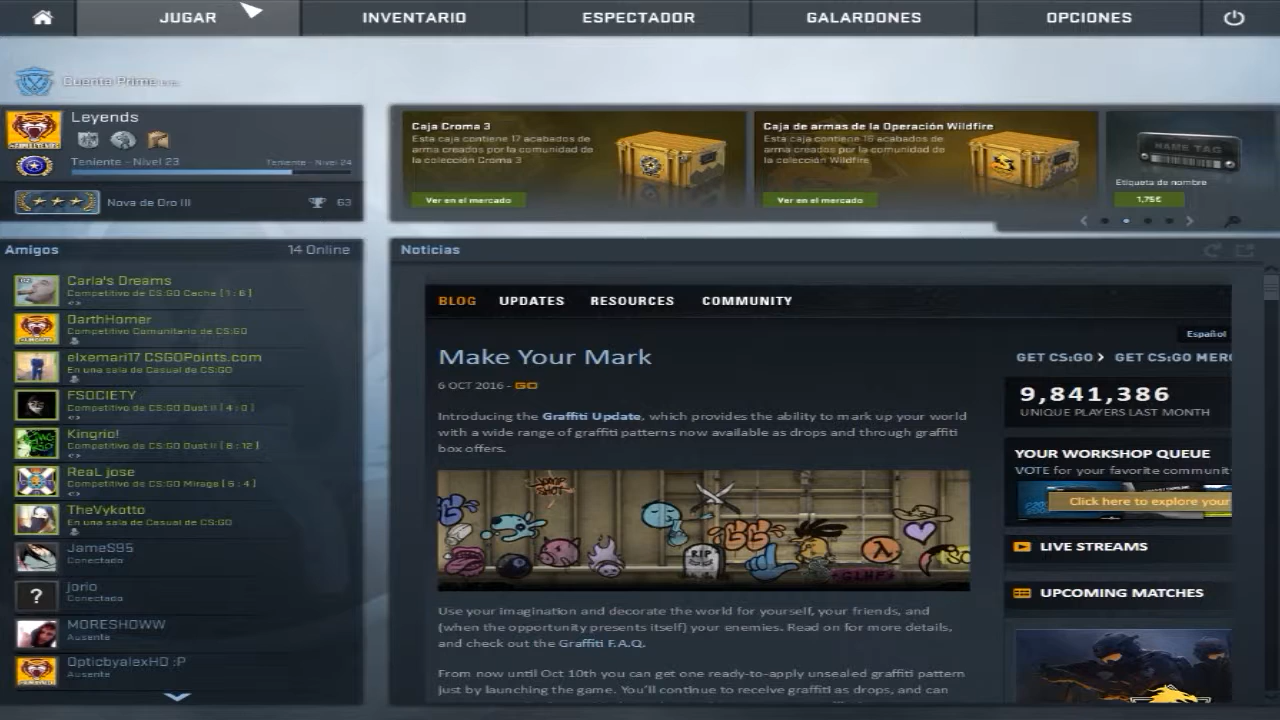 JUGAR
INVENTARIO
ESPECTADOR
GALARDONES
OPCIONES
Cuenta Prime
Leyends
Teniente - Nivel 23
Teniente - Nivel 24
Nova de Oro III
63
Caja Croma 3
Esta caja contiene 17 acabados de
arma creados por la comunidad de
la colección Croma 3
Ver en el mercado
Caja de armas de la Operación Wildfire
Esta caja contiene 16 acabados de
arma creados por la comunidad de
la colección Wildfire
Ver en el mercado
NAME TAG
Etiqueta de nombre
1,75€
Amigos
14 Online
Carla's Dreams
Competitivo de CS:GO Cache [ 1 : 6 ]
DarthHomer
Competitivo Comunitario de CS:GO
elxemari17 CSGOPoints.com
En una sala de Casual de CS:GO
FSOCIETY
Competitivo de CS:GO Dust II [ 4 : 0 ]
Kingrio!
Competitivo de CS:GO Dust II [ 8 : 12 ]
ReaL jose
Competitivo de CS:GO Mirage [ 6 : 4 ]
TheVykotto
En una sala de Casual de CS:GO
JameS95
Conectado
jorio
Conectado
MORESHOWW
Ausente
OpticbyalexHD :P
Ausente
Noticias
BLOG
UPDATES
RESOURCES
COMMUNITY
Español
Make Your Mark
6 OCT 2016 - GO
Introducing the Graffiti Update, which provides the ability to mark up your world
with a wide range of graffiti patterns now available as drops and through graffiti
box offers.
GG
RIP
GLHF
Use your imagination and decorate the world for yourself, your friends, and
(when the opportunity presents itself) your enemies. Read on for more details,
and check out the Graffiti F.A.Q.
From now until Oct 10th you can get one ready-to-apply unsealed graffiti pattern
just by launching the game. You'll continue to receive graffiti as drops, and can
GET CS:GO
GET CS:GO MERC
9,841,386
UNIQUE PLAYERS LAST MONTH
YOUR WORKSHOP QUEUE
VOTE for your favorite communit
Click here to explore your
LIVE STREAMS
UPCOMING MATCHES